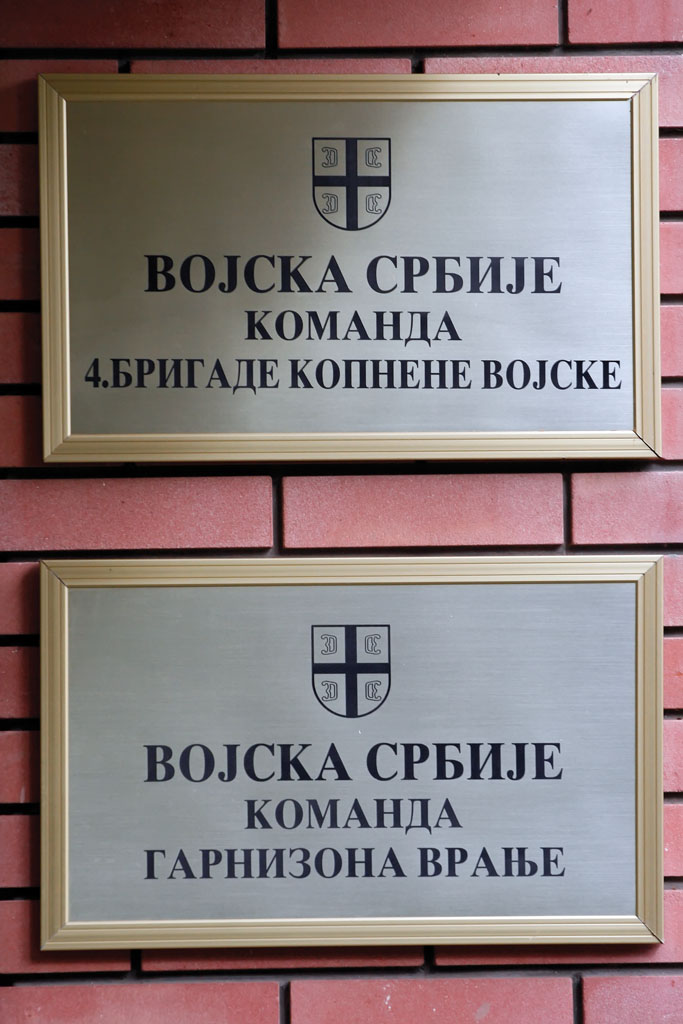 ВОЈСКА СРБИЈЕ
КОМАНДА
4.БРИГАДЕ КОПНЕНЕ ВОЈСКЕ
ВОЈСКА СРБИЈЕ
КОМАНДА
ГАРНИЗОНА ВРАЊЕ